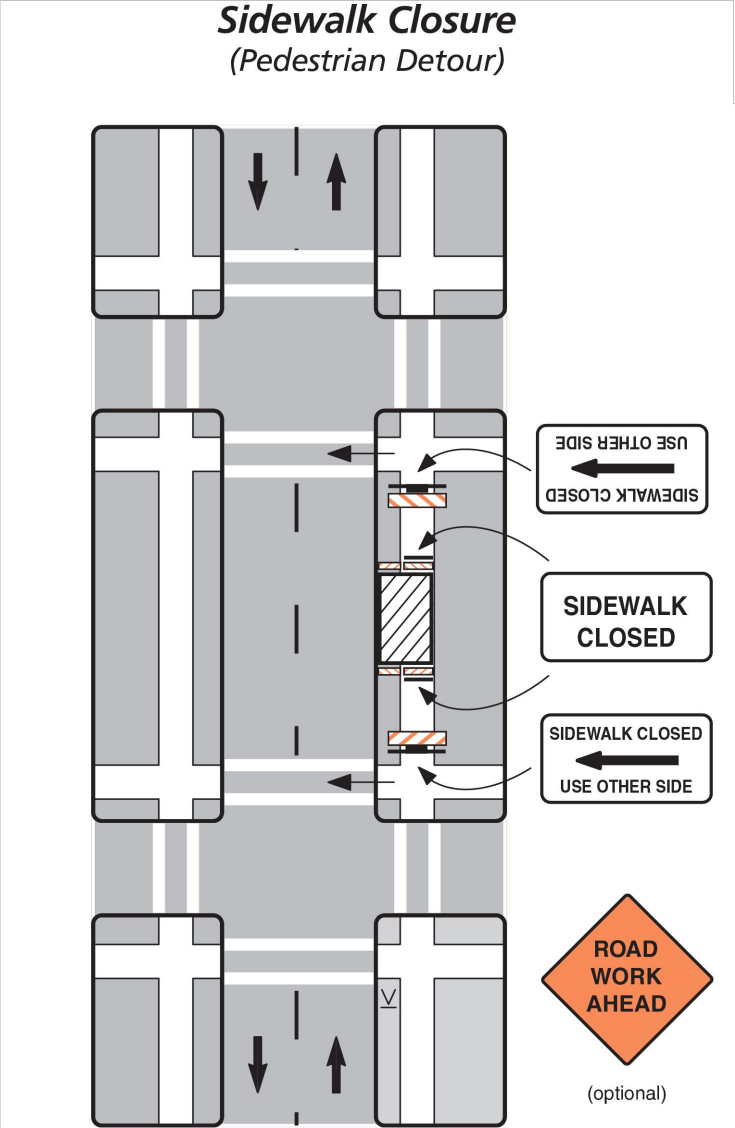 Sidewalk Closure
(Pedestrian Detour)
SIDEWALK CLOSED
USE OTHER SIDE
SIDEWALK
CLOSED
SIDEWALK CLOSED
USE OTHER SIDE
ROAD
WORK
AHEAD
(optional)